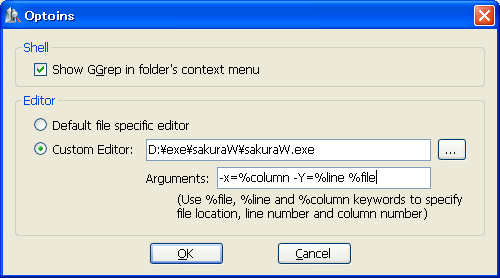 Optoins
Shell
Show GGrep in folder's context menu
Editor
Default file specific editor
Custom Editor: D:¥exe¥sakuraW¥sakuraW.exe ...
Arguments: -x=%column -Y=%line %file
(Use %file, %line and %column keywords to specify
file location, line number and column number)
OK Cancel